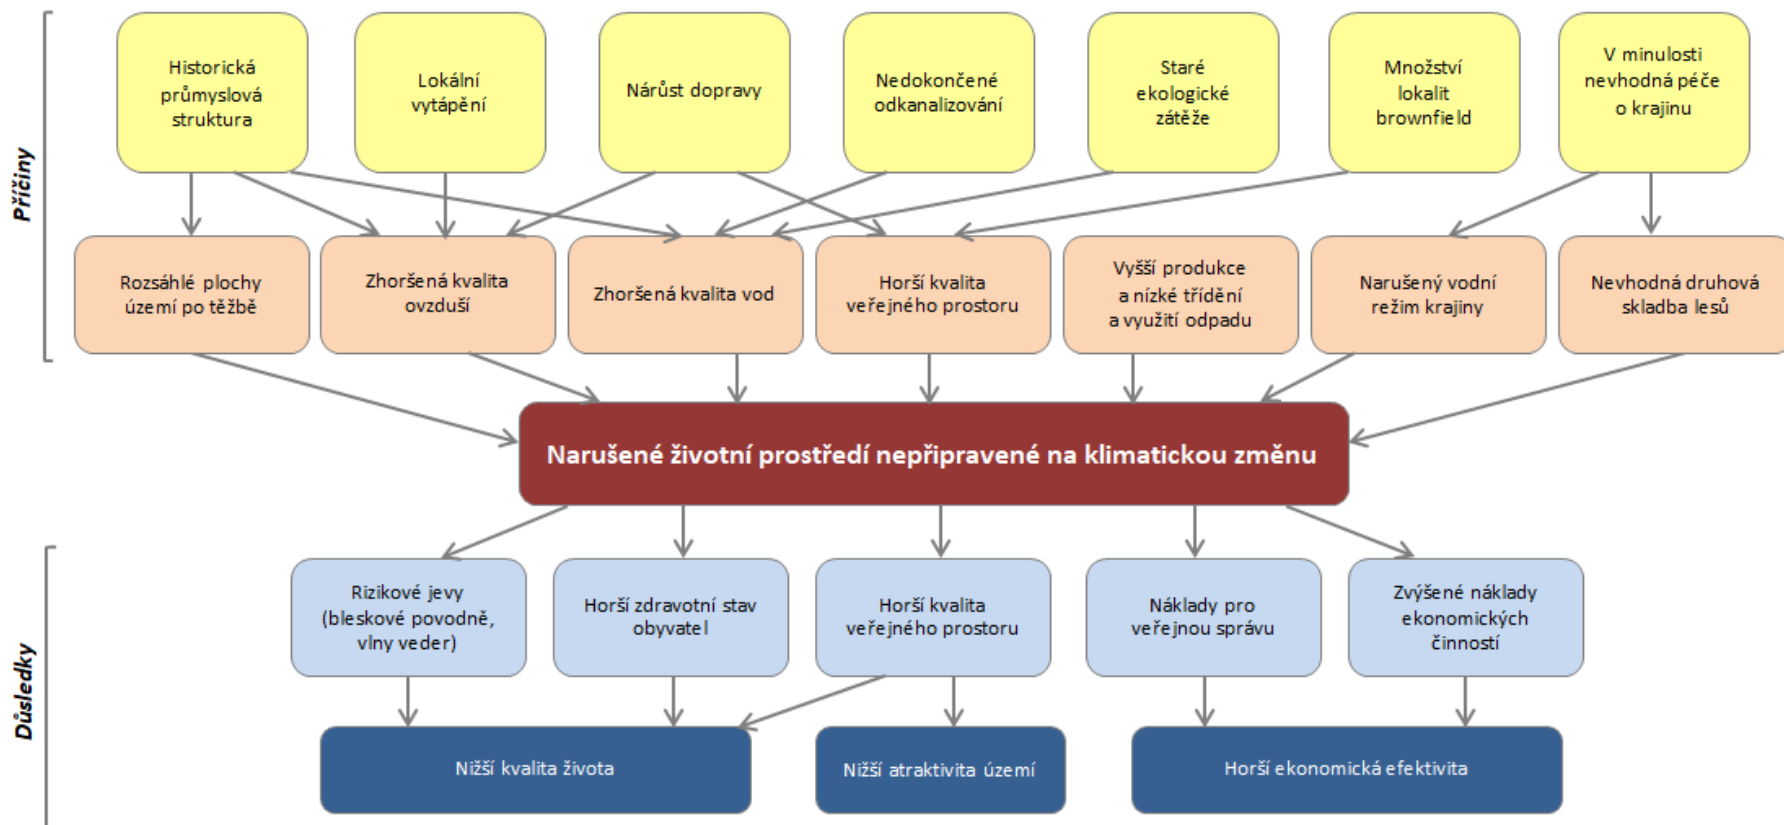 Příčiny
Historická
průmyslová
struktura
Lokální
vytápění
Nárůst dopravy
Nedokončené
odkanalizování
Staré
ekologické
zátěže
Množství
lokalit
brownfield
V minulosti
nevhodná péče
o krajinu
Rozsáhlé plochy
území po těžbě
Zhoršená kvalita
ovzduší
Zhoršená kvalita vod
Horší kvalita
veřejného prostoru
Vyšší produkce
a nízké třídění
a využití odpadu
Narušený vodní
režim krajiny
Nevhodná druhová
skladba lesů
Narušené životní prostředí nepřipravené na klimatickou změnu
Důsledky
Rizikové jevy
(bleskové povodně,
vlny veder)
Horší zdravotní stav
obyvatel
Horší kvalita
veřejného prostoru
Náklady pro
veřejnou správu
Zvýšené náklady
ekonomických
činností
Nižší kvalita života
Nižší atraktivita území
Horší ekonomická efektivita